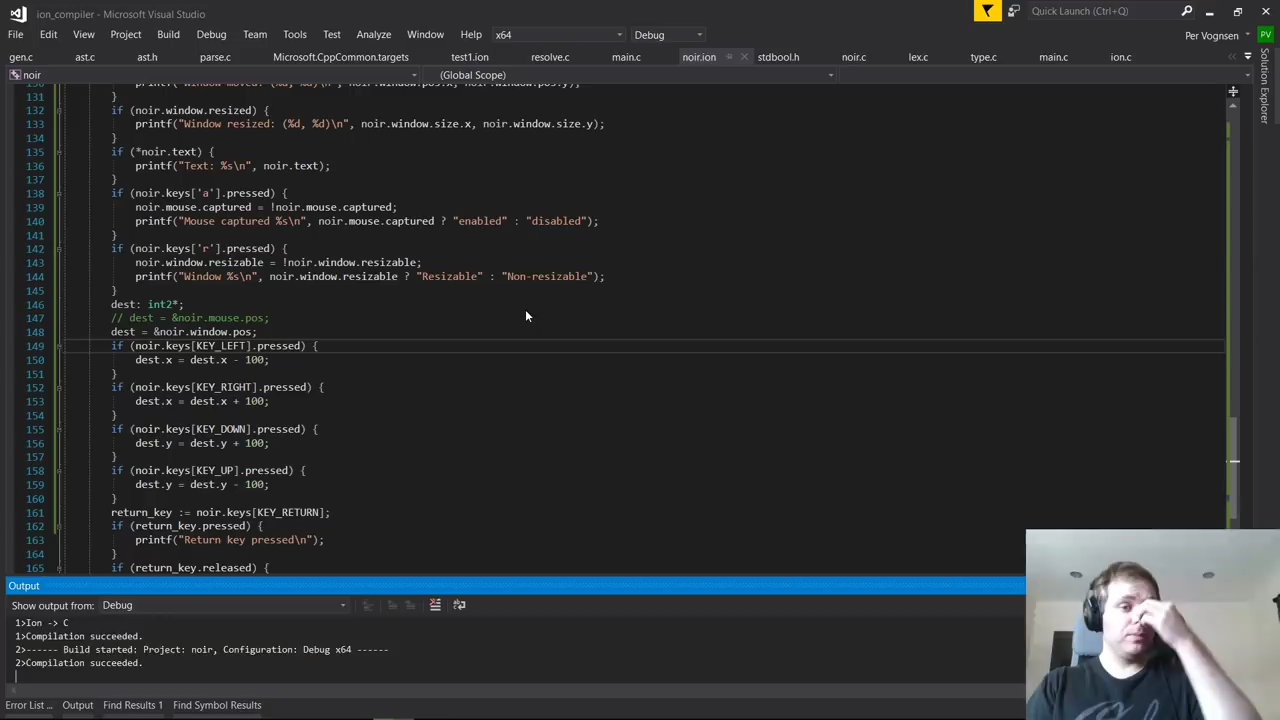 ion_compiler - Microsoft Visual Studio
Quick Launch (Ctrl+Q)
File Edit View Project Build Debug Team Tools Test Analyze Window Help x64 Debug Per Vognsen PV
gen.c ast.c ast.h parse.c Microsoft.CppCommon.targets test1.ion resolve.c main.c noir.ion stdbool.h noir.c lex.c type.c main.c ion.c
noir (Global Scope)
Solution Explorer
131 }
132 if (noir.window.resized) {
133 printf("Window resized: (%d, %d)\n", noir.window.size.x, noir.window.size.y);
134 }
135 if (*noir.text) {
136 printf("Text: %s\n", noir.text);
137 }
138 if (noir.keys['a'].pressed) {
139 noir.mouse.captured = !noir.mouse.captured;
140 printf("Mouse captured %s\n", noir.mouse.captured ? "enabled" : "disabled");
141 }
142 if (noir.keys['r'].pressed) {
143 noir.window.resizable = !noir.window.resizable;
144 printf("Window %s\n", noir.window.resizable ? "Resizable" : "Non-resizable");
145 }
146 dest: int2*;
147 // dest = &noir.mouse.pos;
148 dest = &noir.window.pos;
149 if (noir.keys[KEY_LEFT].pressed) {
150 dest.x = dest.x - 100;
151 }
152 if (noir.keys[KEY_RIGHT].pressed) {
153 dest.x = dest.x + 100;
154 }
155 if (noir.keys[KEY_DOWN].pressed) {
156 dest.y = dest.y + 100;
157 }
158 if (noir.keys[KEY_UP].pressed) {
159 dest.y = dest.y - 100;
160 }
161 return_key := noir.keys[KEY_RETURN];
162 if (return_key.pressed) {
163 printf("Return key pressed\n");
164 }
165 if (return_key.released) {
Output
Show output from: Debug
1>Ion -> C
1>Compilation succeeded.
2>------ Build started: Project: noir, Configuration: Debug x64 ------
2>Compilation succeeded.
Error List ... Output Find Results 1 Find Symbol Results